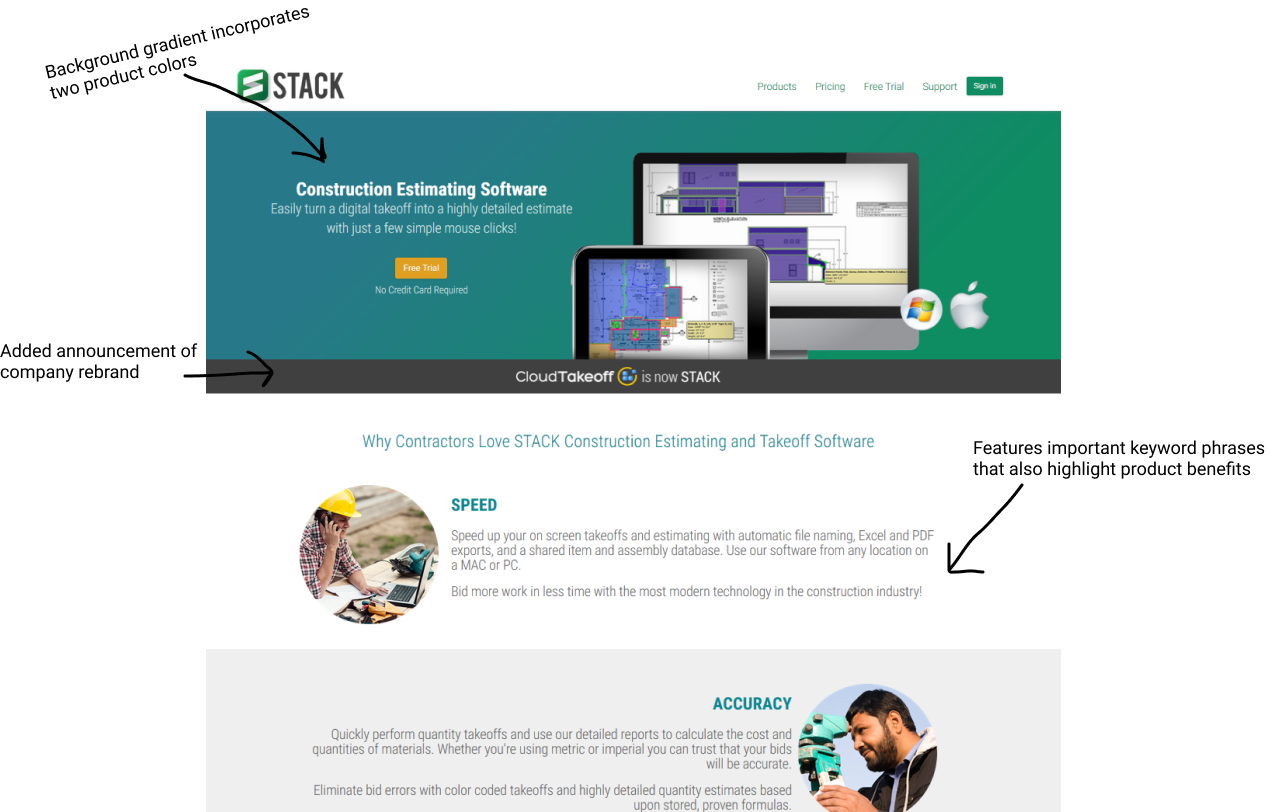 Background gradient incorporates
two product colors
STACK
Products Pricing Free Trial Support Sign in
Construction Estimating Software
Easily turn a digital takeoff into a highly detailed estimate
with just a few simple mouse clicks!
Free Trial
No Credit Card Required
Added announcement of
company rebrand
CloudTakeoff is now STACK
Why Contractors Love STACK Construction Estimating and Takeoff Software
Features important keyword phrases
that also highlight product benefits
SPEED
Speed up your on screen takeoffs and estimating with automatic file naming, Excel and PDF
exports, and a shared item and assembly database. Use our software from any location on
a MAC or PC.
Bid more work in less time with the most modern technology in the construction industry!
ACCURACY
Quickly perform quantity takeoffs and use our detailed reports to calculate the cost and
quantities of materials. Whether you're using metric or imperial you can trust that your bids
will be accurate.
Eliminate bid errors with color coded takeoffs and highly detailed quantity estimates based
upon stored, proven formulas.